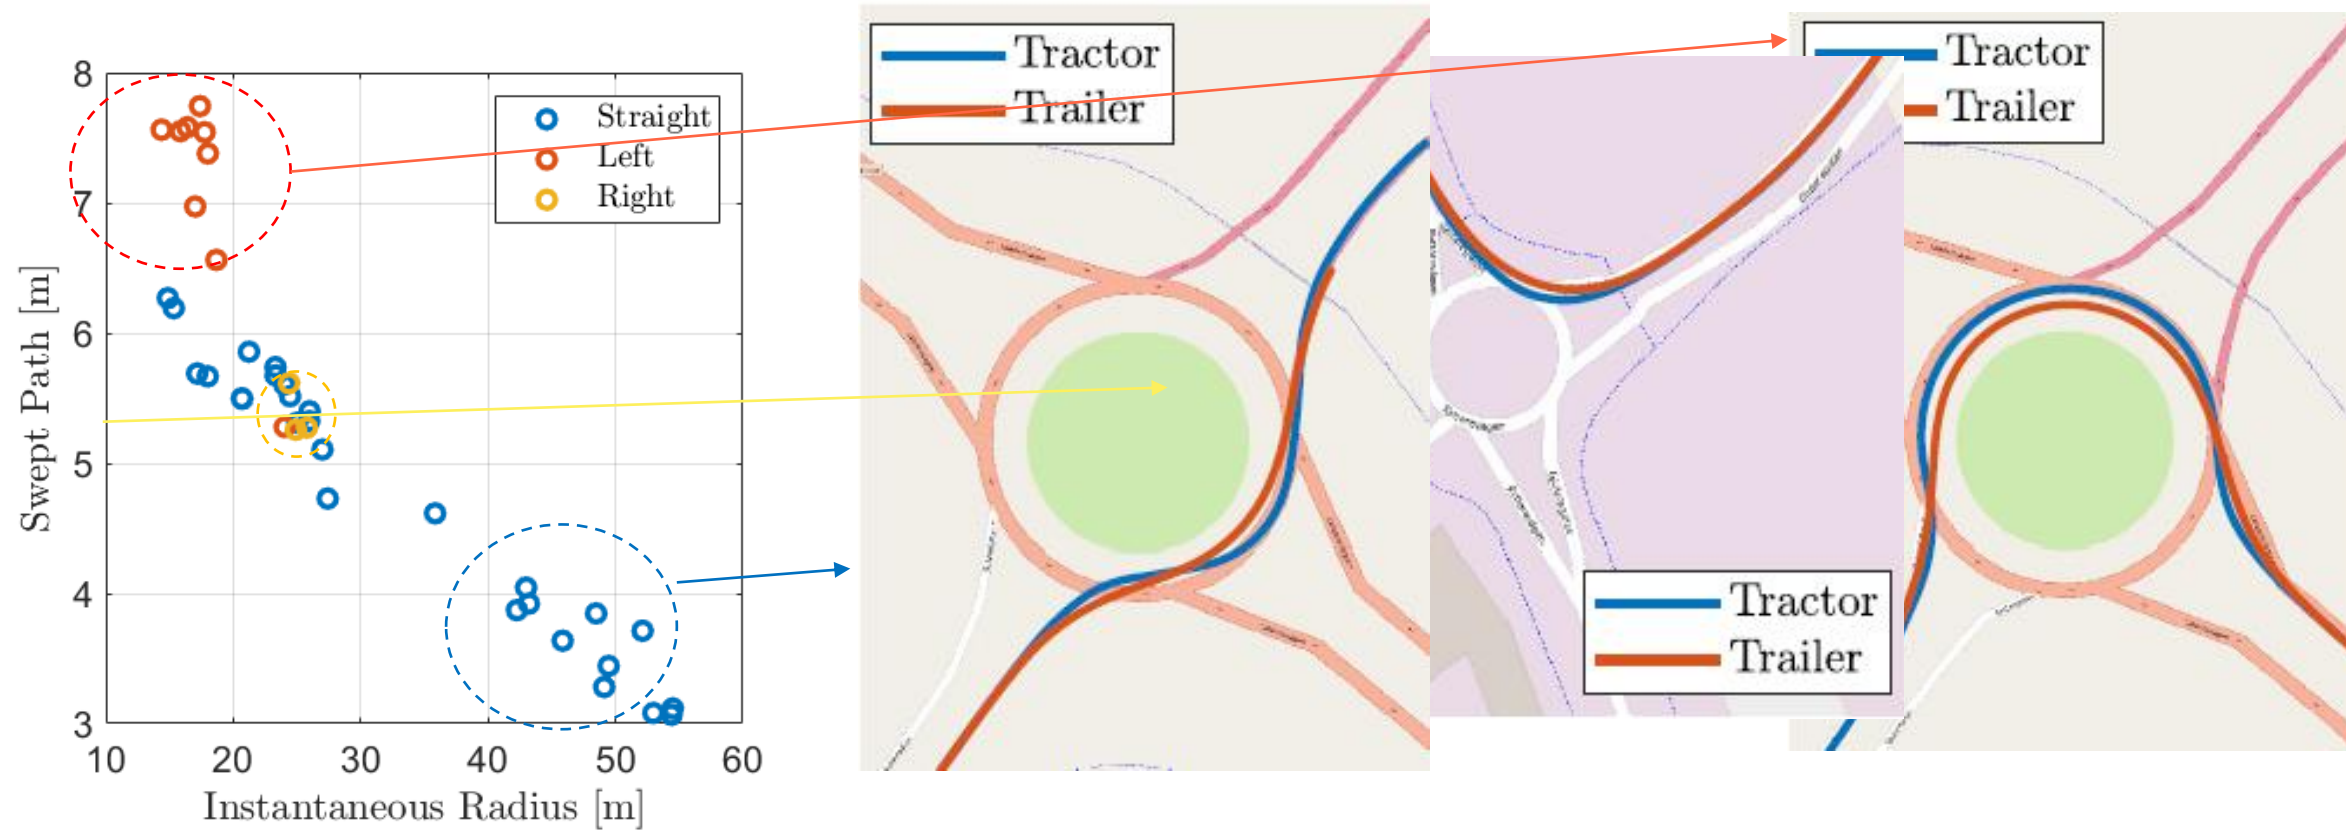 8
7
6
5
4
3
10 20 30 40 50 60
Swept Path [m]
Instantaneous Radius [m]
Straight
Left
Right
Tractor
Trailer
Tractor
Trailer
Tractor
Trailer